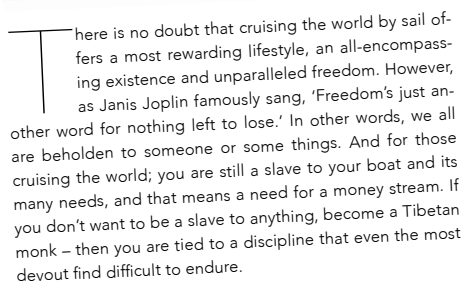 There is no doubt that cruising the world by sail of-
fers a most rewarding lifestyle, an all-encompass-
ing existence and unparalleled freedom. However,
as Janis Joplin famously sang, ‘Freedom’s just an-
other word for nothing left to lose.’ In other words, we all
are beholden to someone or some things. And for those
cruising the world; you are still a slave to your boat and its
many needs, and that means a need for a money stream. If
you don’t want to be a slave to anything, become a Tibetan
monk – then you are tied to a discipline that even the most
devout find difficult to endure.